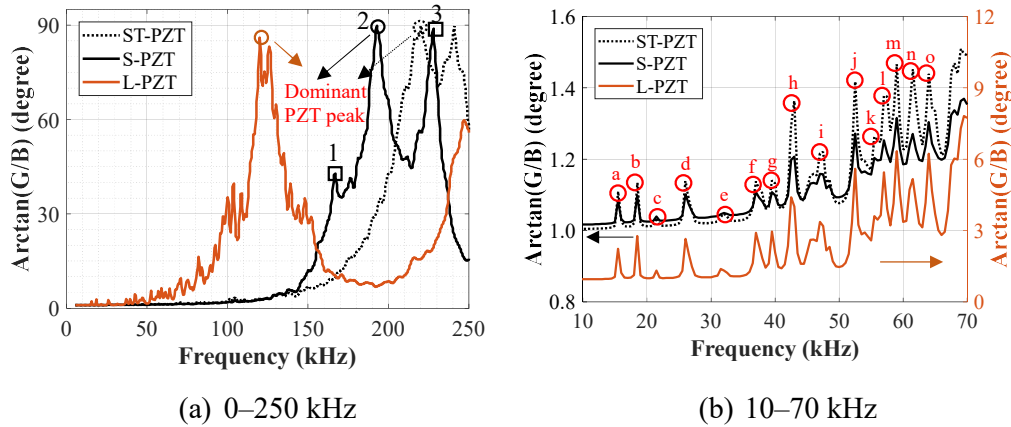 90
60
30
0
Arctan(G/B) (degree)
ST-PZT
S-PZT
L-PZT
1
2
3
Dominant
PZT peak
0
50
100
150
200
250
Frequency (kHz)
(a) 0–250 kHz
1.6
1.4
1.2
1.0
0.8
Arctan(G/B) (degree)
ST-PZT
S-PZT
L-PZT
a
b
c
d
e
f
g
h
i
j
k
l
m
n
o
12
9
6
3
0
Arctan(G/B) (degree)
10
20
30
40
50
60
70
Frequency (kHz)
(b) 10–70 kHz